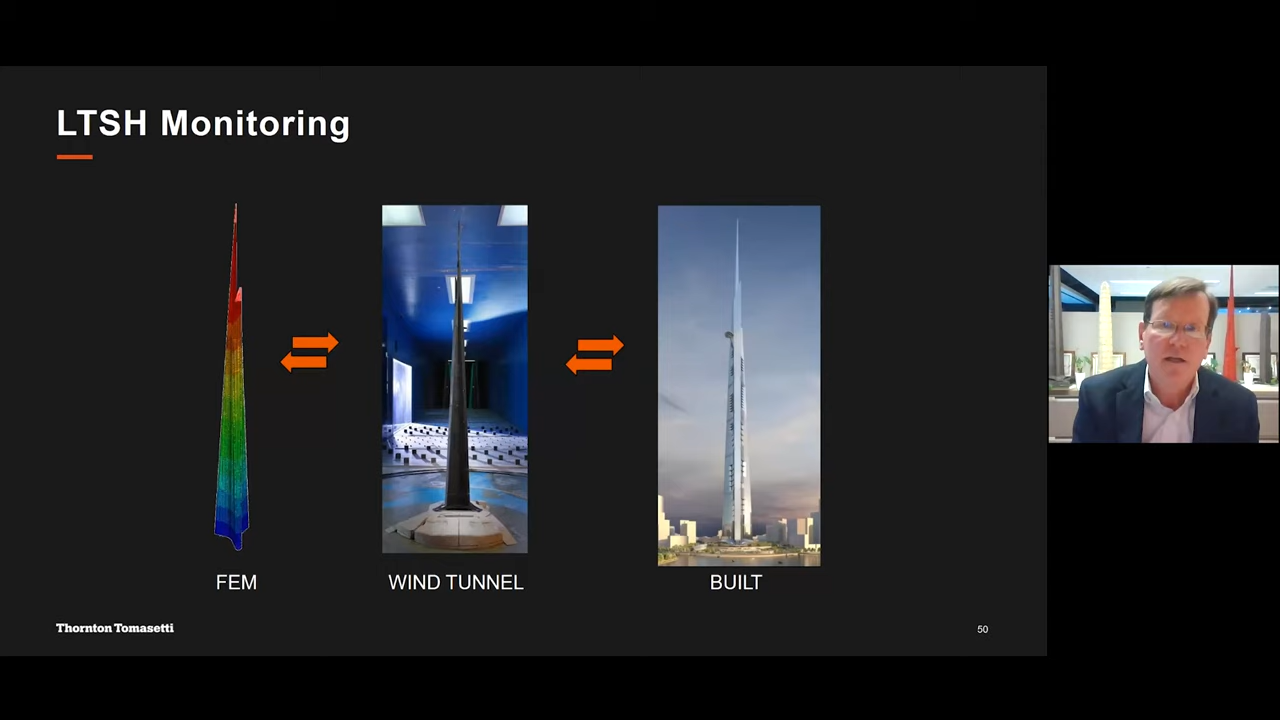 LTSH Monitoring
FEM
WIND TUNNEL
BUILT
Thornton Tomasetti
50